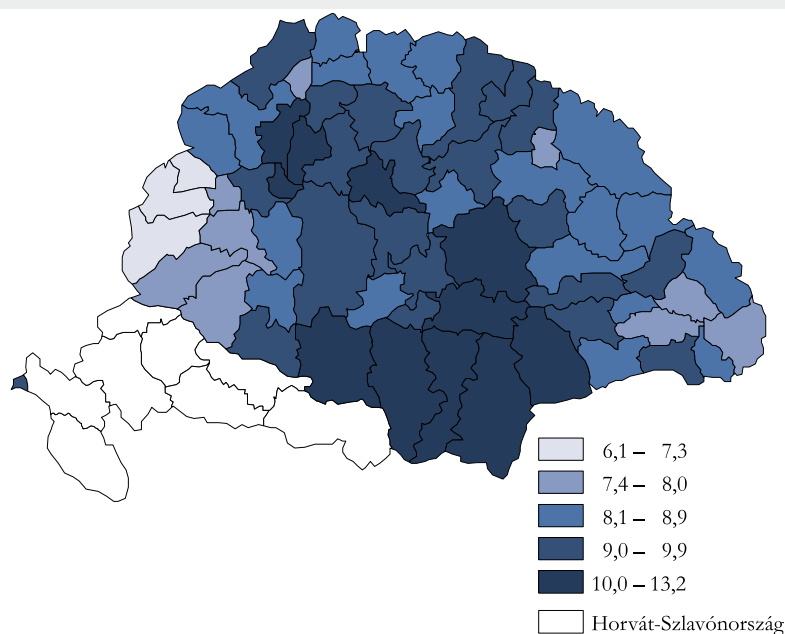 6,1 – 7,3
7,4 – 8,0
8,1 – 8,9
9,0 – 9,9
10,0 – 13,2
Horvát-Szlavónország